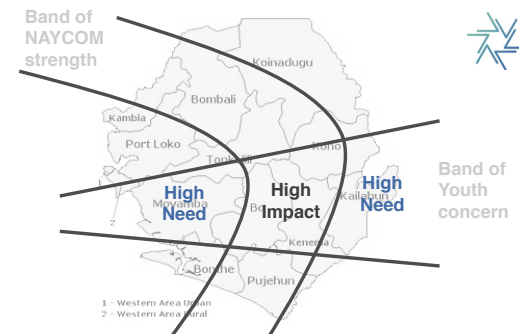 Band of
NAYCOM
strength
Koinadugu
Bombali
Kambia
Port Loko
Kono
Band of
Youth
concern
High
Need
High
Impact
High
Need
Kailahun
Moyamba
2
Kenema
Bonthe
Pujehun
1 - Western Area Urban
2 - Western Area Rural